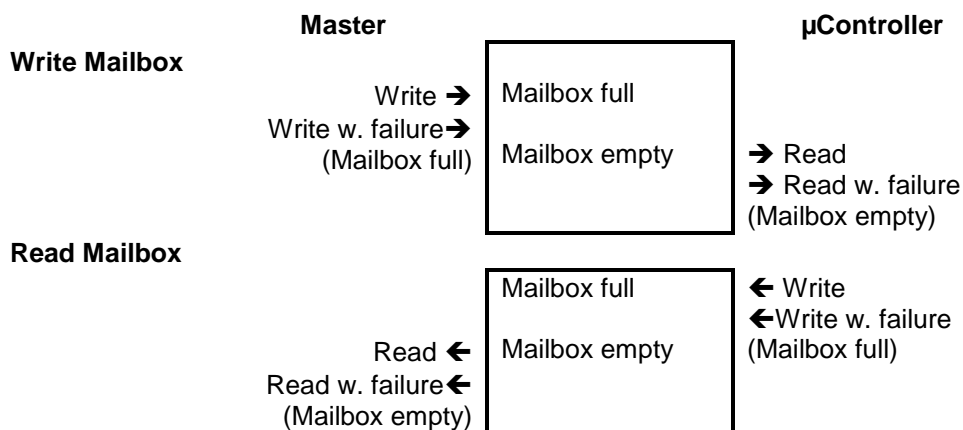 Master µController
Write Mailbox
Write ➔ Mailbox full
Write w. failure➔
(Mailbox full) Mailbox empty ➔ Read
➔ Read w. failure
(Mailbox empty)
Read Mailbox
Mailbox full 🡸 Write
🡸Write w. failure
Read 🡸 Mailbox empty (Mailbox full)
Read w. failure🡸
(Mailbox empty)